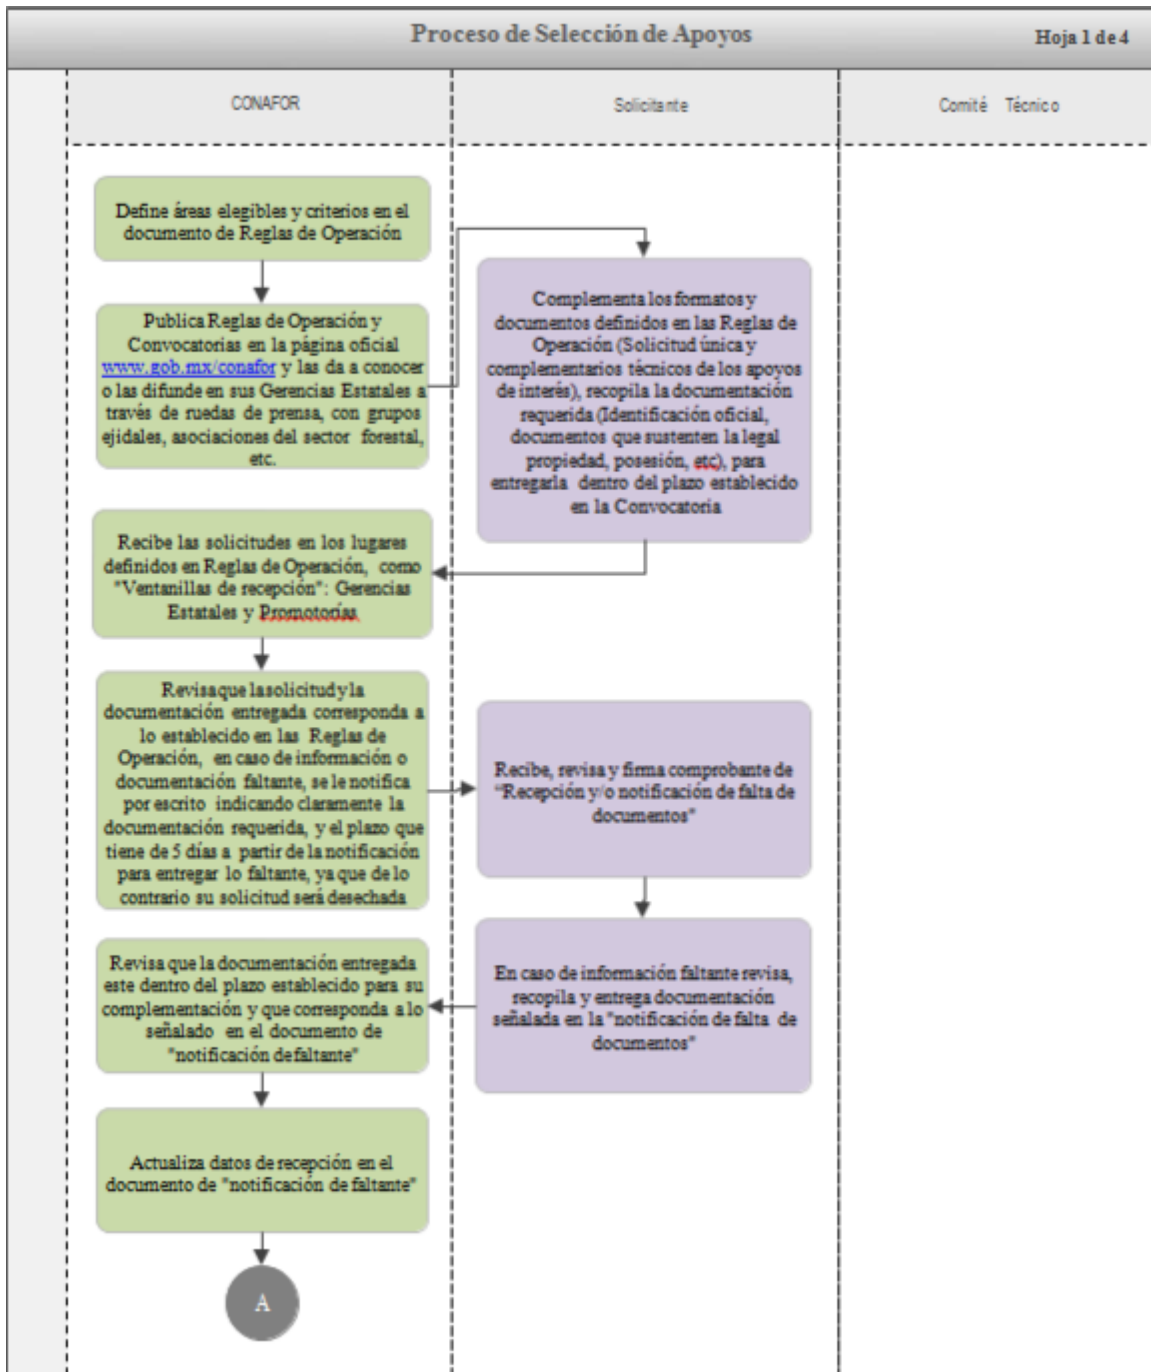 Proceso de Selección de Apoyos
Hoja 1 de 4
CONAFOR
Solicitante
Comité Técnico
Define áreas elegibles y criterios en el
documento de Reglas de Operación
Publica Reglas de Operación y
Convocatorias en la página oficial
www.gob.mx/conafor y las da a conocer
o las difunde en sus Gerencias Estatales a
través de ruedas de prensa, con grupos
ejidales, asociaciones del sector forestal,
etc.
Complementa los formatos y
documentos definidos en las Reglas de
Operación (Solicitud única y
complementarios técnicos de los apoyos
de interés), recopila la documentación
requerida (Identificación oficial,
documentos que sustenten la legal
propiedad, posesión, etc), para
entregarla dentro del plazo establecido
en la Convocatoria
Recibe las solicitudes en los lugares
definidos en Reglas de Operación, como
"Ventanillas de recepción": Gerencias
Estatales y Promotorías
Revisa que la solicitud y la
documentación entregada corresponda a
lo establecido en las Reglas de
Operación, en caso de información o
documentación faltante, se le notifica
por escrito indicando claramente la
documentación requerida, y el plazo que
tiene de 5 días a partir de la notificación
para entregar lo faltante, ya que de lo
contrario su solicitud será desechada
Recibe, revisa y firma comprobante de
“Recepción y/o notificación de falta de
documentos"
En caso de información faltante revisa,
recopila y entrega documentación
señalada en la "notificación de falta de
documentos"
Revisa que la documentación entregada
este dentro del plazo establecido para su
complementación y que corresponda a lo
señalado en el documento de
"notificación de faltante"
Actualiza datos de recepción en el
documento de "notificación de faltante"
A